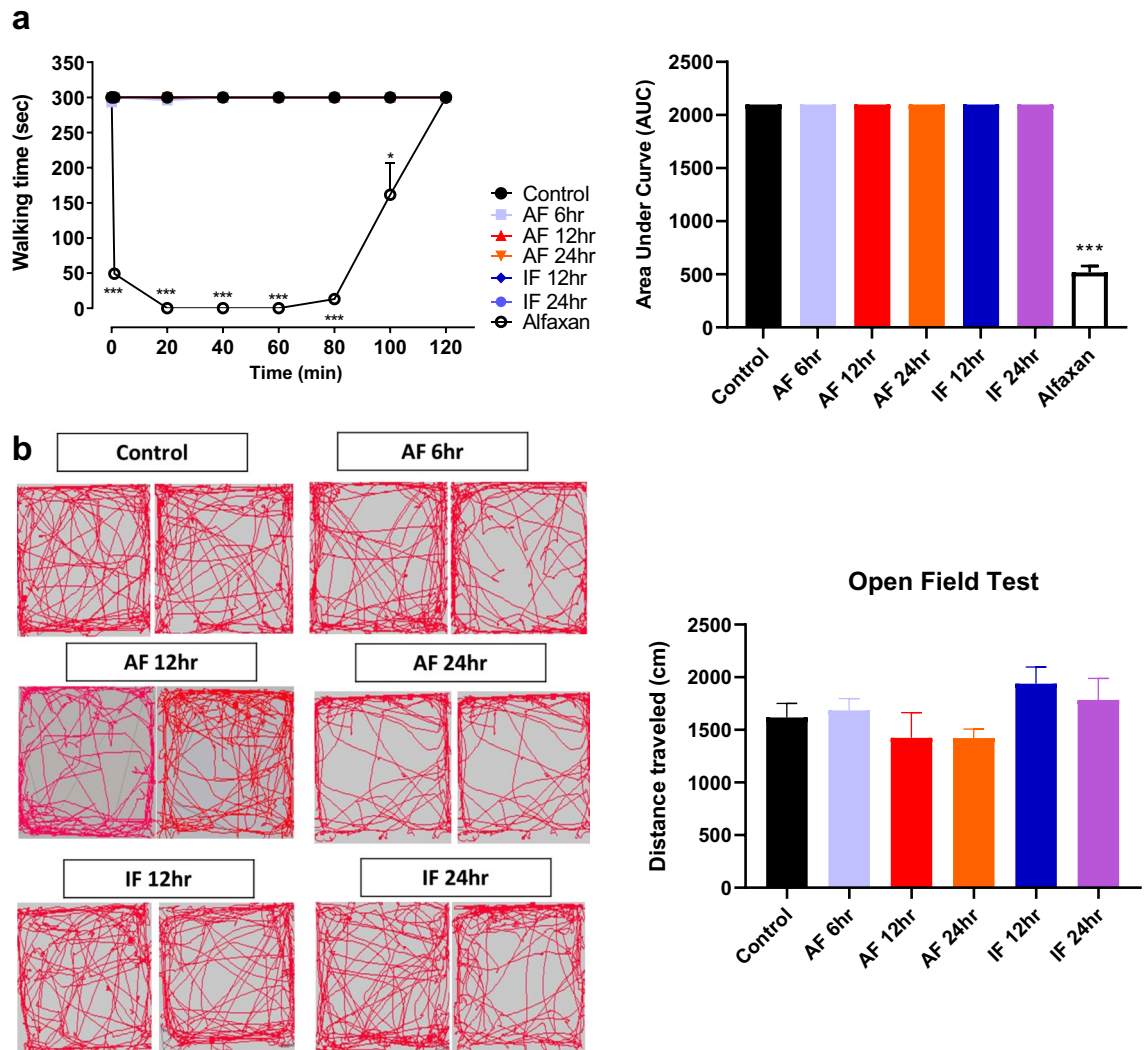 a
350
300
250
200
150
100
50
0
Walking time (sec)
***
***
***
***
***
*
0 20 40 60 80 100 120
Time (min)
Control
AF 6hr
AF 12hr
AF 24hr
IF 12hr
IF 24hr
Alfaxan
2500
2000
1500
1000
500
0
Area Under Curve (AUC)
***
Control AF 6hr AF 12hr AF 24hr IF 12hr IF 24hr Alfaxan
b
Control AF 6hr
AF 12hr AF 24hr
IF 12hr IF 24hr
Open Field Test
2500
2000
1500
1000
500
0
Distance traveled (cm)
Control AF 6hr AF 12hr AF 24hr IF 12hr IF 24hr